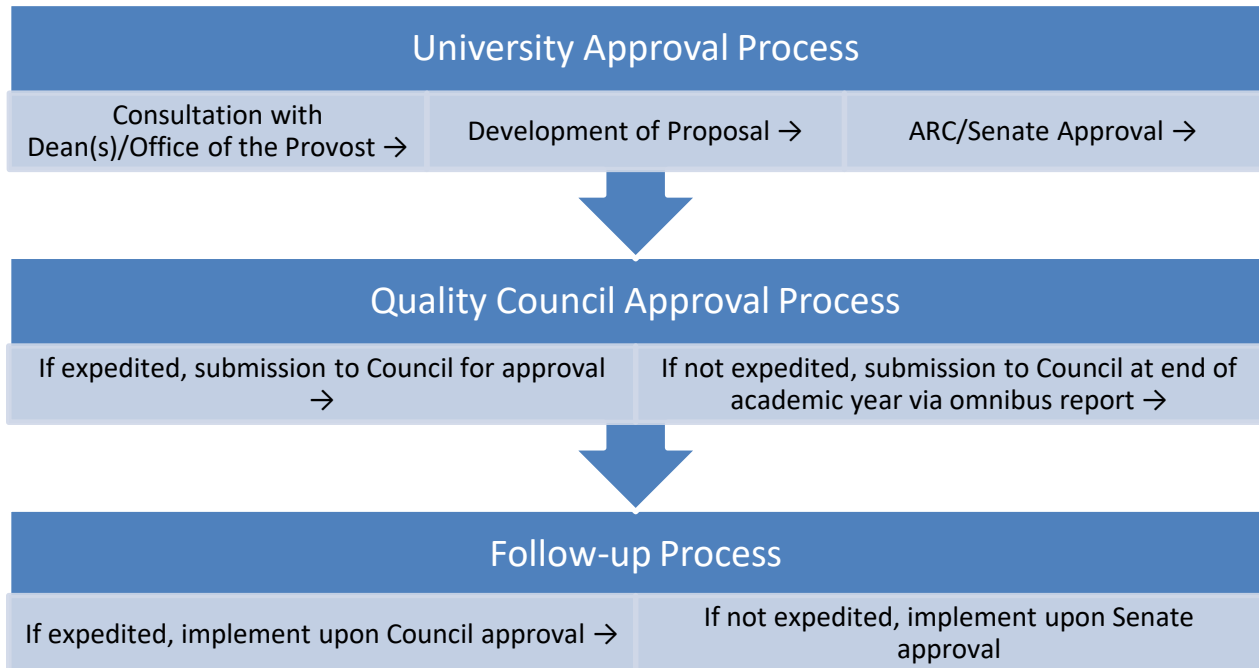 University Approval Process
Consultation with
Dean(s)/Office of the Provost →
Development of Proposal →
ARC/Senate Approval →
Quality Council Approval Process
If expedited, submission to Council for approval
→
If not expedited, submission to Council at end of
academic year via omnibus report →
Follow-up Process
If expedited, implement upon Council approval →
If not expedited, implement upon Senate
approval